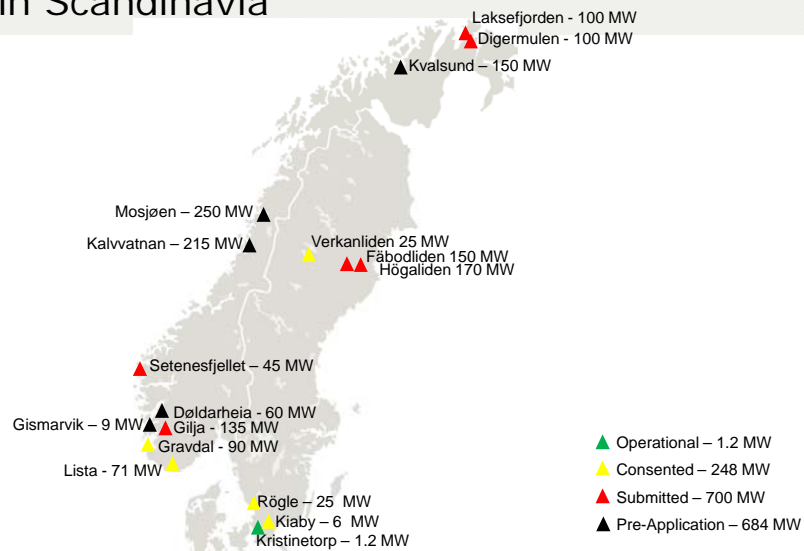 in Scandinavia
Laksefjorden - 100 MW
Digermulen - 100 MW
Kvalsund – 150 MW
Mosjøen – 250 MW
Kalvvatnan – 215 MW
Verkanliden 25 MW
Fäbodliden 150 MW
Högaliden 170 MW
Setenesfjellet – 45 MW
Døldarheia - 60 MW
Gismarvik – 9 MW
Gilja - 135 MW
Gravdal - 90 MW
Lista - 71 MW
Rögle – 25 MW
Kiaby – 6 MW
Kristinetorp – 1.2 MW
Operational – 1.2 MW
Consented – 248 MW
Submitted – 700 MW
Pre-Application – 684 MW